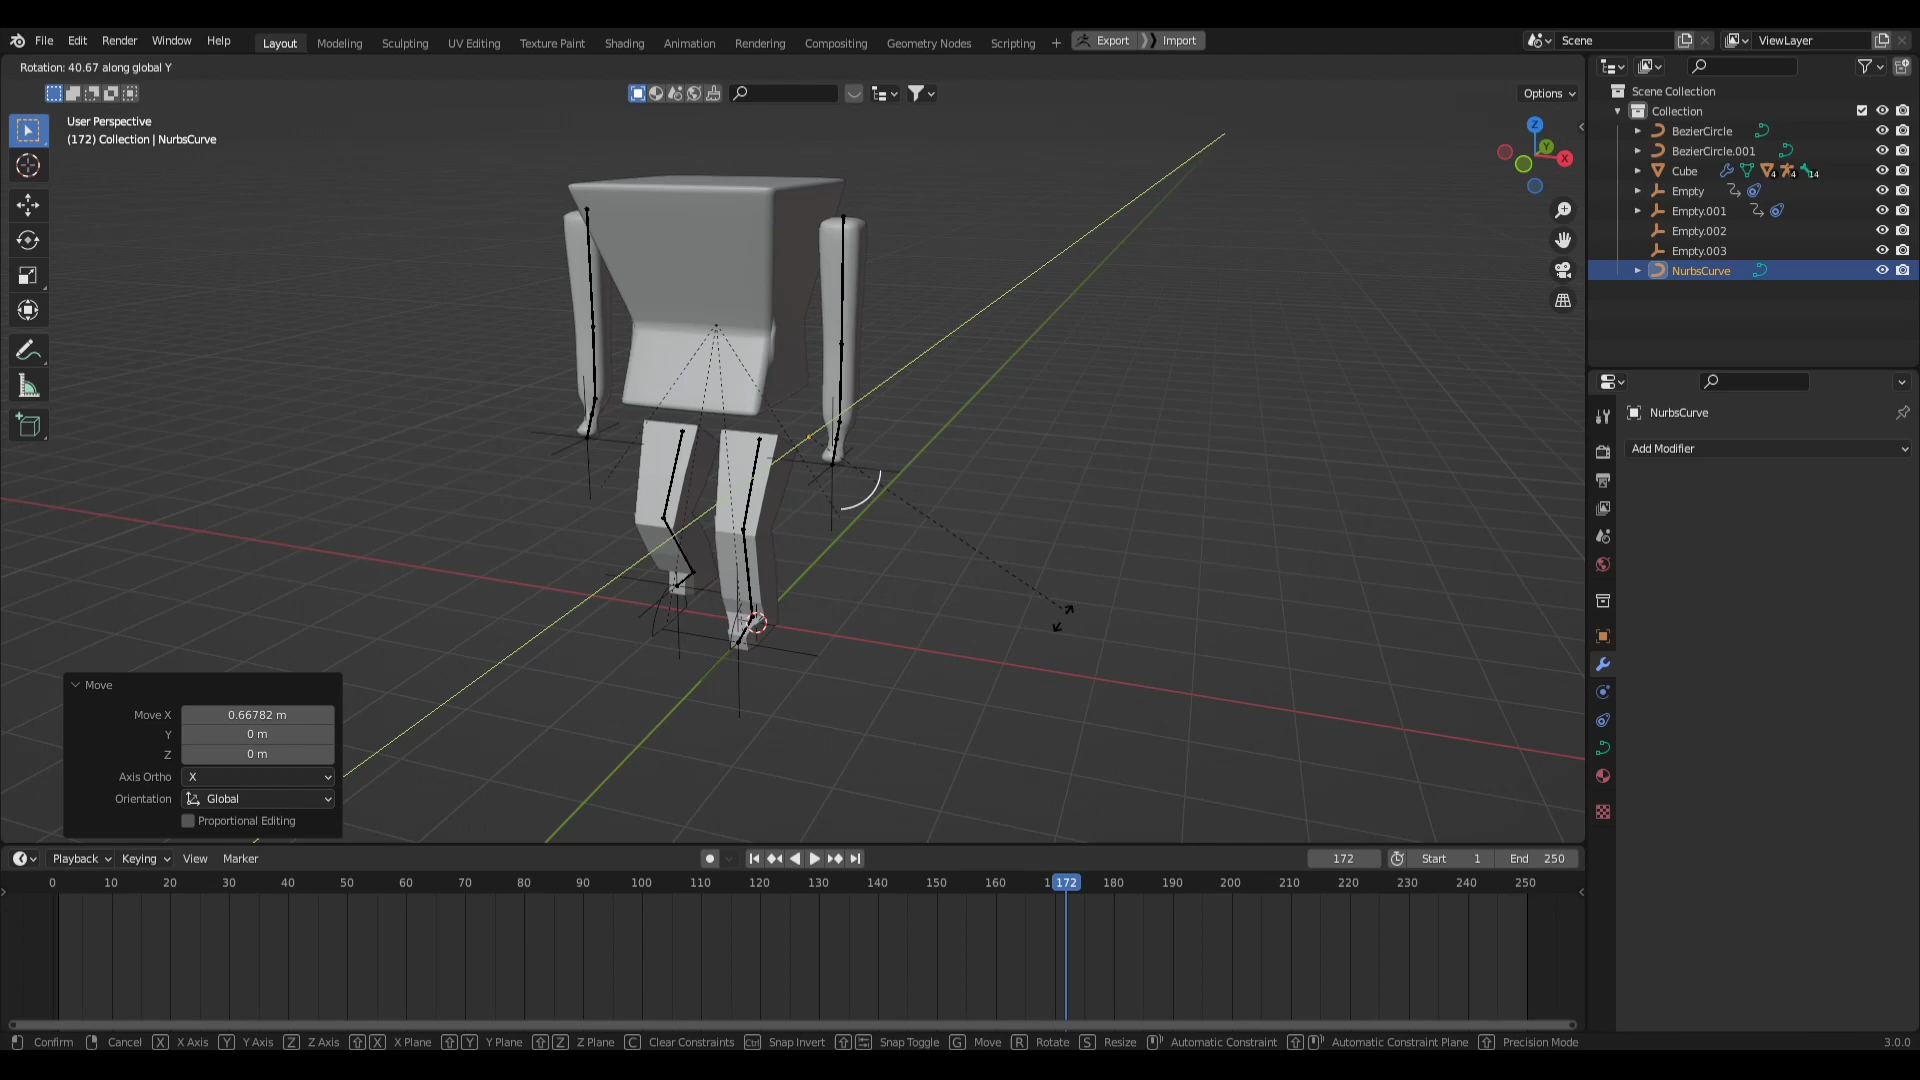 File Edit Render Window Help Layout Modeling Sculpting UV Editing Texture Paint Shading Animation Rendering Compositing Geometry Nodes Scripting + Export Import Scene ViewLayer
Rotation: 40.67 along global Y
Options
User Perspective
(172) Collection | NurbsCurve
Z
Y
X
Scene Collection
Collection
BezierCircle
BezierCircle.001
Cube 4 4 14
Empty
Empty.001
Empty.002
Empty.003
NurbsCurve
NurbsCurve
Add Modifier
Move
Move X 0.66782 m
Y 0 m
Z 0 m
Axis Ortho X
Orientation Global
Proportional Editing
Playback Keying View Marker 172 Start 1 End 250
0 10 20 30 40 50 60 70 80 90 100 110 120 130 140 150 160 1 172 180 190 200 210 220 230 240 250
Confirm Cancel X X Axis Y Y Axis Z Z Axis X X Plane Y Y Plane Z Z Plane C Clear Constraints Ctrl Snap Invert Snap Toggle G Move R Rotate S Resize Automatic Constraint Automatic Constraint Plane Precision Mode 3.0.0